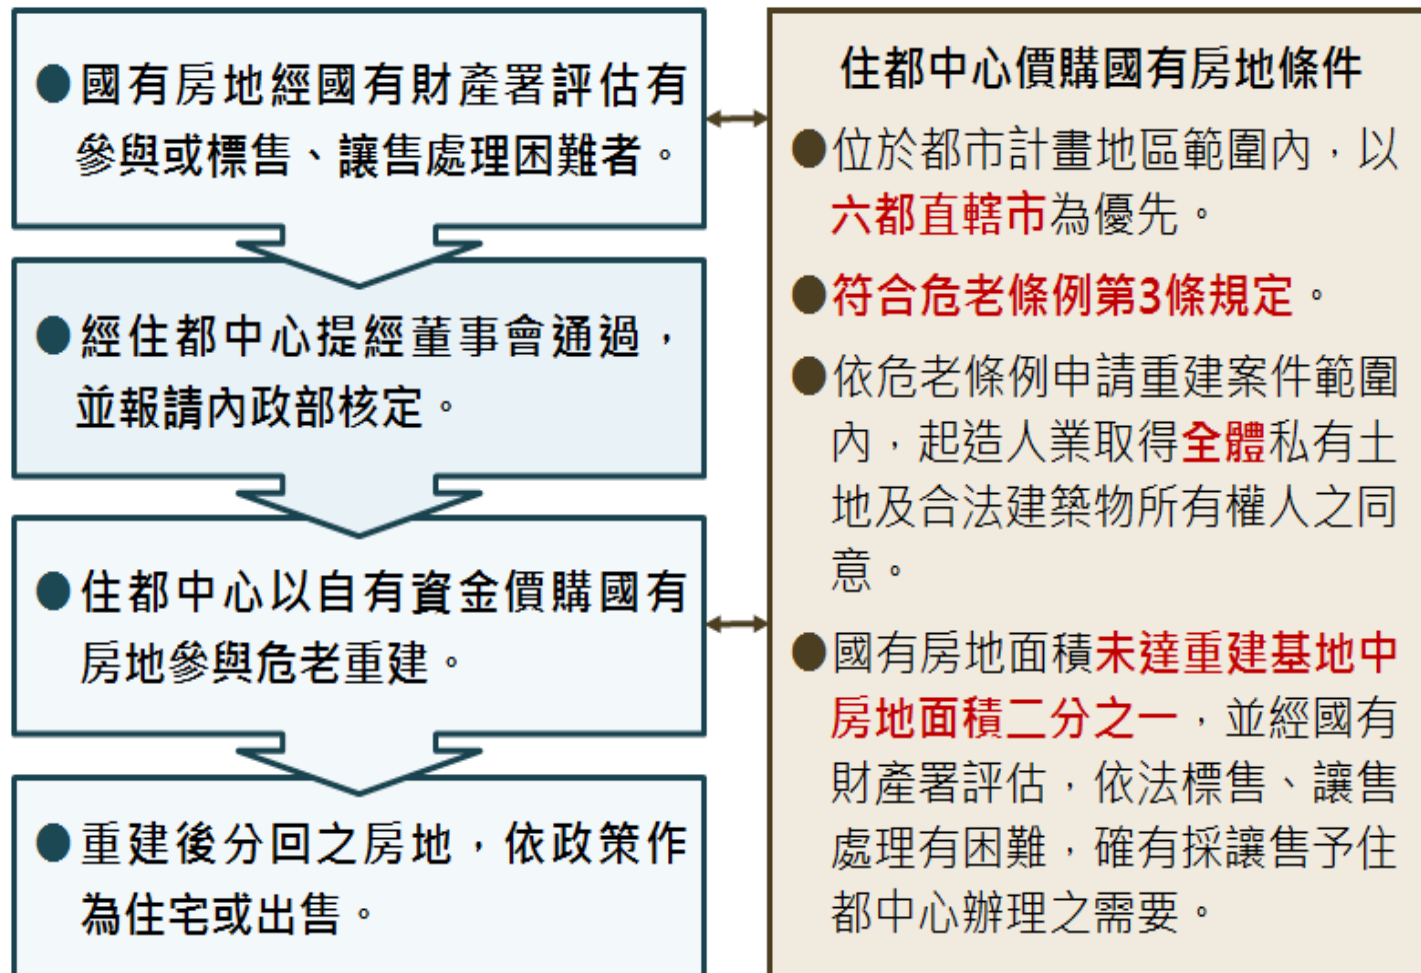 ●國有房地經國有財產署評估有
參與或標售、讓售處理困難者。
●經住都中心提經董事會通過，
並報請內政部核定。
●住都中心以自有資金價購國有
房地參與危老重建。
●重建後分回之房地，依政策作
為住宅或出售。
住都中心價購國有房地條件
●位於都市計畫地區範圍內，以
六都直轄市為優先。
●符合危老條例第3條規定。
●依危老條例申請重建案件範圍
內，起造人業取得全體私有土
地及合法建築物所有權人之同
意。
●國有房地面積未達重建基地中
房地面積二分之一，並經國有
財產署評估，依法標售、讓售
處理有困難，確有採讓售予住
都中心辦理之需要。